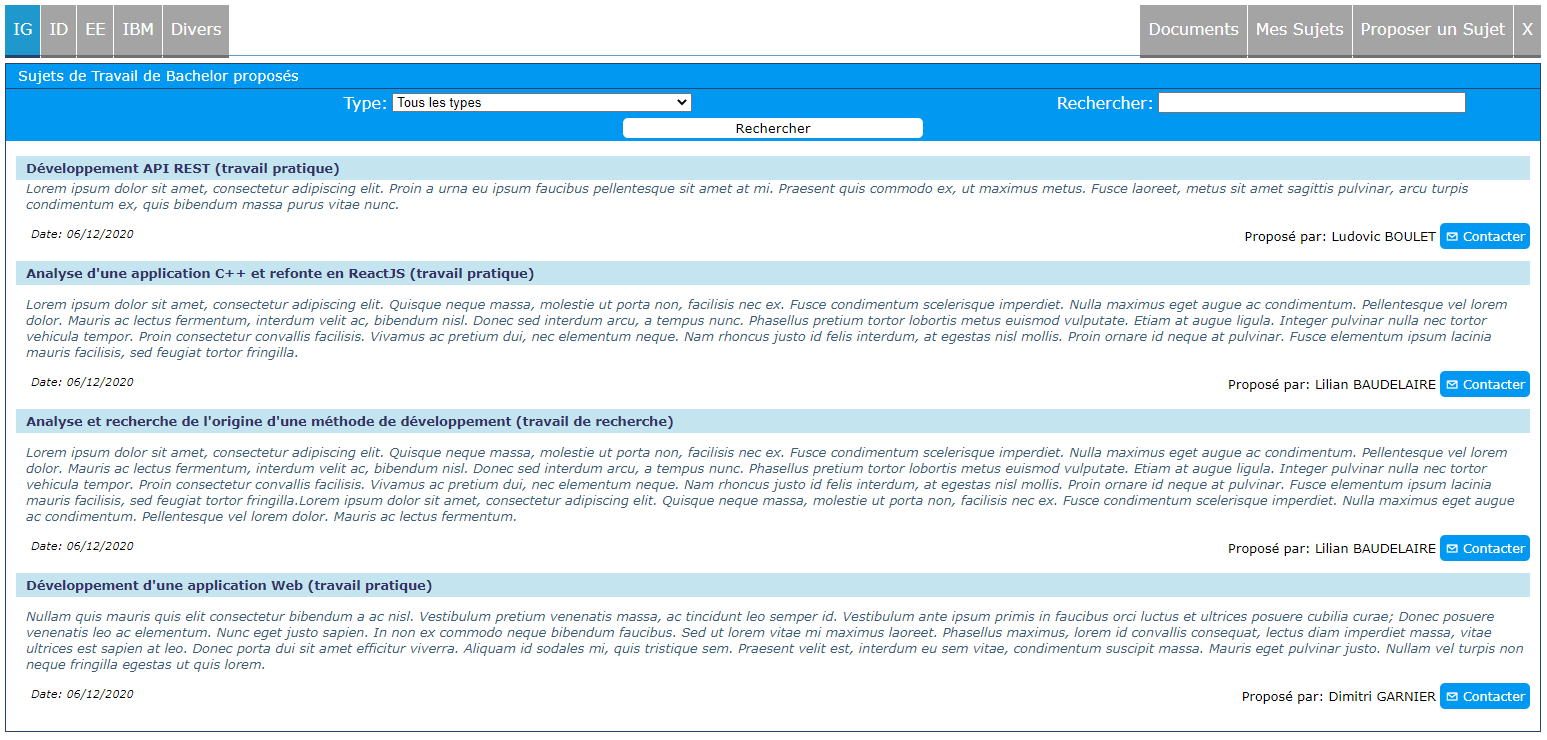 IG ID EE IBM Divers Documents Mes Sujets Proposer un Sujet X
Sujets de Travail de Bachelor proposés
Type: Tous les types Rechercher:
Rechercher
Développement API REST (travail pratique)
Lorem ipsum dolor sit amet, consectetur adipiscing elit. Proin a urna eu ipsum faucibus pellentesque sit amet at mi. Praesent quis commodo ex, ut maximus metus. Fusce laoreet, metus sit amet sagittis pulvinar, arcu turpis
condimentum ex, quis bibendum massa purus vitae nunc.
Date: 06/12/2020 Proposé par: Ludovic BOULET Contacter
Analyse d'une application C++ et refonte en ReactJS (travail pratique)
Lorem ipsum dolor sit amet, consectetur adipiscing elit. Quisque neque massa, molestie ut porta non, facilisis nec ex. Fusce condimentum scelerisque imperdiet. Nulla maximus eget augue ac condimentum. Pellentesque vel lorem
dolor. Mauris ac lectus fermentum, interdum velit ac, bibendum nisl. Donec sed interdum arcu, a tempus nunc. Phasellus pretium tortor lobortis metus euismod vulputate. Etiam at augue ligula. Integer pulvinar nulla nec tortor
vehicula tempor. Proin consectetur convallis facilisis. Vivamus ac pretium dui, nec elementum neque. Nam rhoncus justo id felis interdum, at egestas nisl mollis. Proin ornare id neque at pulvinar. Fusce elementum ipsum lacinia
mauris facilisis, sed feugiat tortor fringilla.
Date: 06/12/2020 Proposé par: Lilian BAUDELAIRE Contacter
Analyse et recherche de l'origine d'une méthode de développement (travail de recherche)
Lorem ipsum dolor sit amet, consectetur adipiscing elit. Quisque neque massa, molestie ut porta non, facilisis nec ex. Fusce condimentum scelerisque imperdiet. Nulla maximus eget augue ac condimentum. Pellentesque vel lorem
dolor. Mauris ac lectus fermentum, interdum velit ac, bibendum nisl. Donec sed interdum arcu, a tempus nunc. Phasellus pretium tortor lobortis metus euismod vulputate. Etiam at augue ligula. Integer pulvinar nulla nec tortor
vehicula tempor. Proin consectetur convallis facilisis. Vivamus ac pretium dui, nec elementum neque. Nam rhoncus justo id felis interdum, at egestas nisl mollis. Proin ornare id neque at pulvinar. Fusce elementum ipsum lacinia
mauris facilisis, sed feugiat tortor fringilla.Lorem ipsum dolor sit amet, consectetur adipiscing elit. Quisque neque massa, molestie ut porta non, facilisis nec ex. Fusce condimentum scelerisque imperdiet. Nulla maximus eget augue
ac condimentum. Pellentesque vel lorem dolor. Mauris ac lectus fermentum.
Date: 06/12/2020 Proposé par: Lilian BAUDELAIRE Contacter
Développement d'une application Web (travail pratique)
Nullam quis mauris quis elit consectetur bibendum a ac nisl. Vestibulum pretium venenatis massa, ac tincidunt leo semper id. Vestibulum ante ipsum primis in faucibus orci luctus et ultrices posuere cubilia curae; Donec posuere
venenatis leo ac elementum. Nunc eget justo sapien. In non ex commodo neque bibendum faucibus. Sed ut lorem vitae mi maximus laoreet. Phasellus maximus, lorem id convallis consequat, lectus diam imperdiet massa, vitae
ultrices est sapien at leo. Donec porta dui sit amet efficitur viverra. Aliquam id sodales mi, quis tristique sem. Praesent velit est, interdum eu sem vitae, condimentum suscipit massa. Mauris eget pulvinar justo. Nullam vel turpis non
neque fringilla egestas ut quis lorem.
Date: 06/12/2020 Proposé par: Dimitri GARNIER Contacter